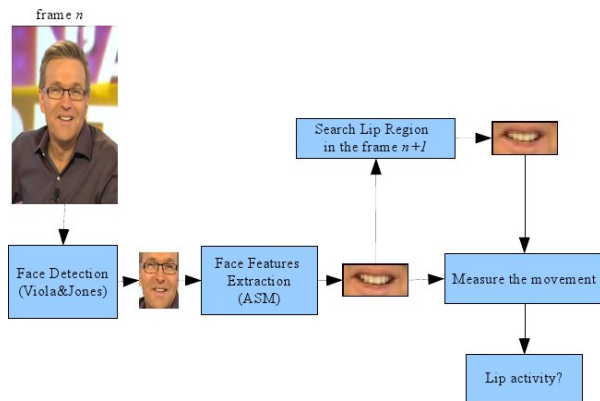 frame n
Search Lip Region
in the frame n+1
Face Detection
(Viola&Jones)
Face Features
Extraction
(ASM)
Measure the movement
Lip activity?